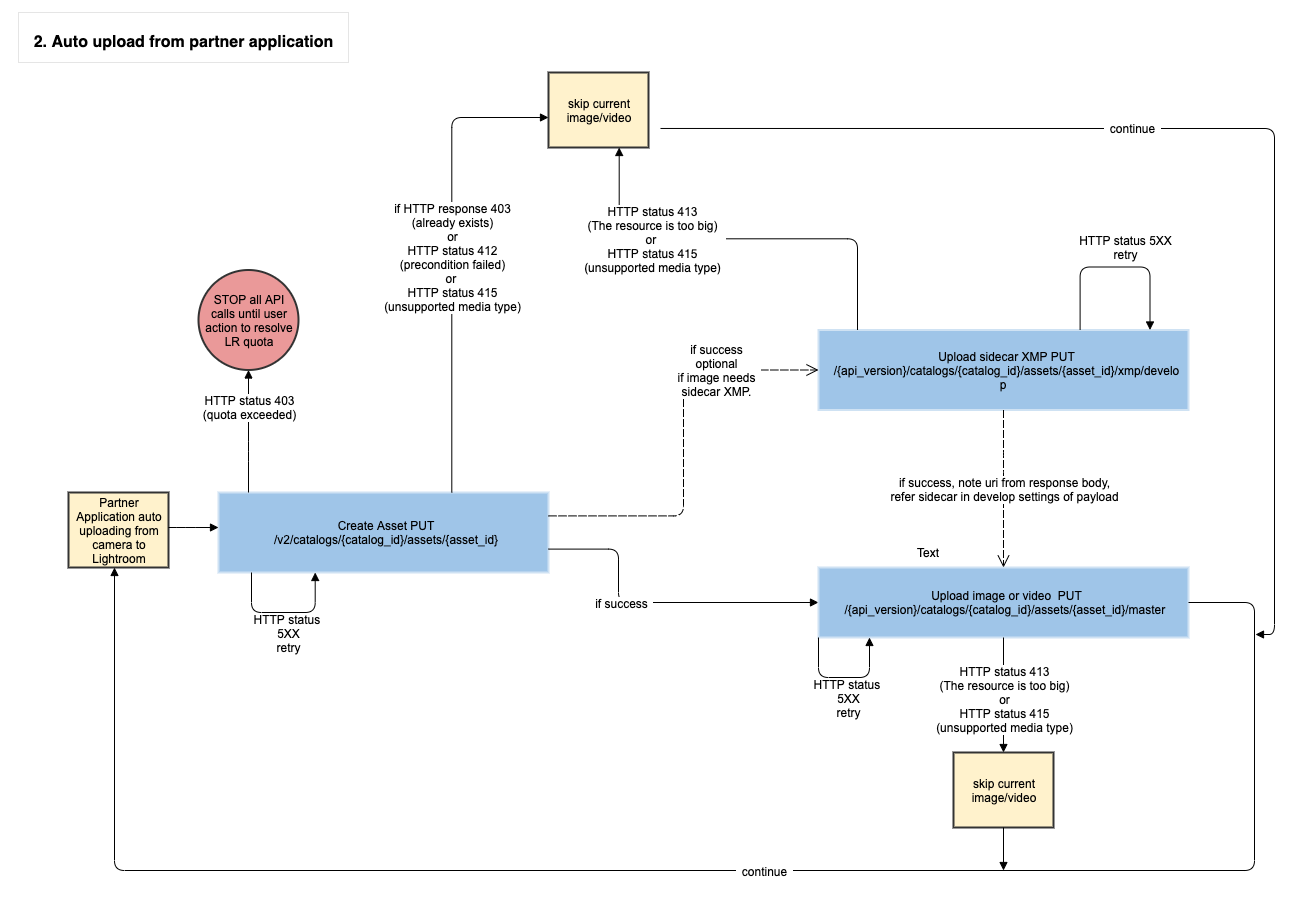 2. Auto upload from partner application
skip current
image/video
continue
if HTTP response 403
(already exists)
or
HTTP status 412
(precondition failed)
or
HTTP status 415
(unsupported media type)
HTTP status 413
(The resource is too big)
or
HTTP status 415
(unsupported media type)
HTTP status 5XX
retry
STOP all API
calls until user
action to resolve
LR quota
HTTP status 403
(quota exceeded)
if success
optional
if image needs
sidecar XMP.
Upload sidecar XMP PUT
/{api_version}/catalogs/{catalog_id}/assets/{asset_id}/xmp/develo
p
if success, note uri from response body,
refer sidecar in develop settings of payload
Partner
Application auto
uploading from
camera to
Lightroom
Create Asset PUT
/v2/catalogs/{catalog_id}/assets/{asset_id}
HTTP status
5XX
retry
if success
Text
Upload image or video  PUT
/{api_version}/catalogs/{catalog_id}/assets/{asset_id}/master
HTTP status
5XX
retry
HTTP status 413
(The resource is too big)
or
HTTP status 415
(unsupported media type)
skip current
image/video
continue